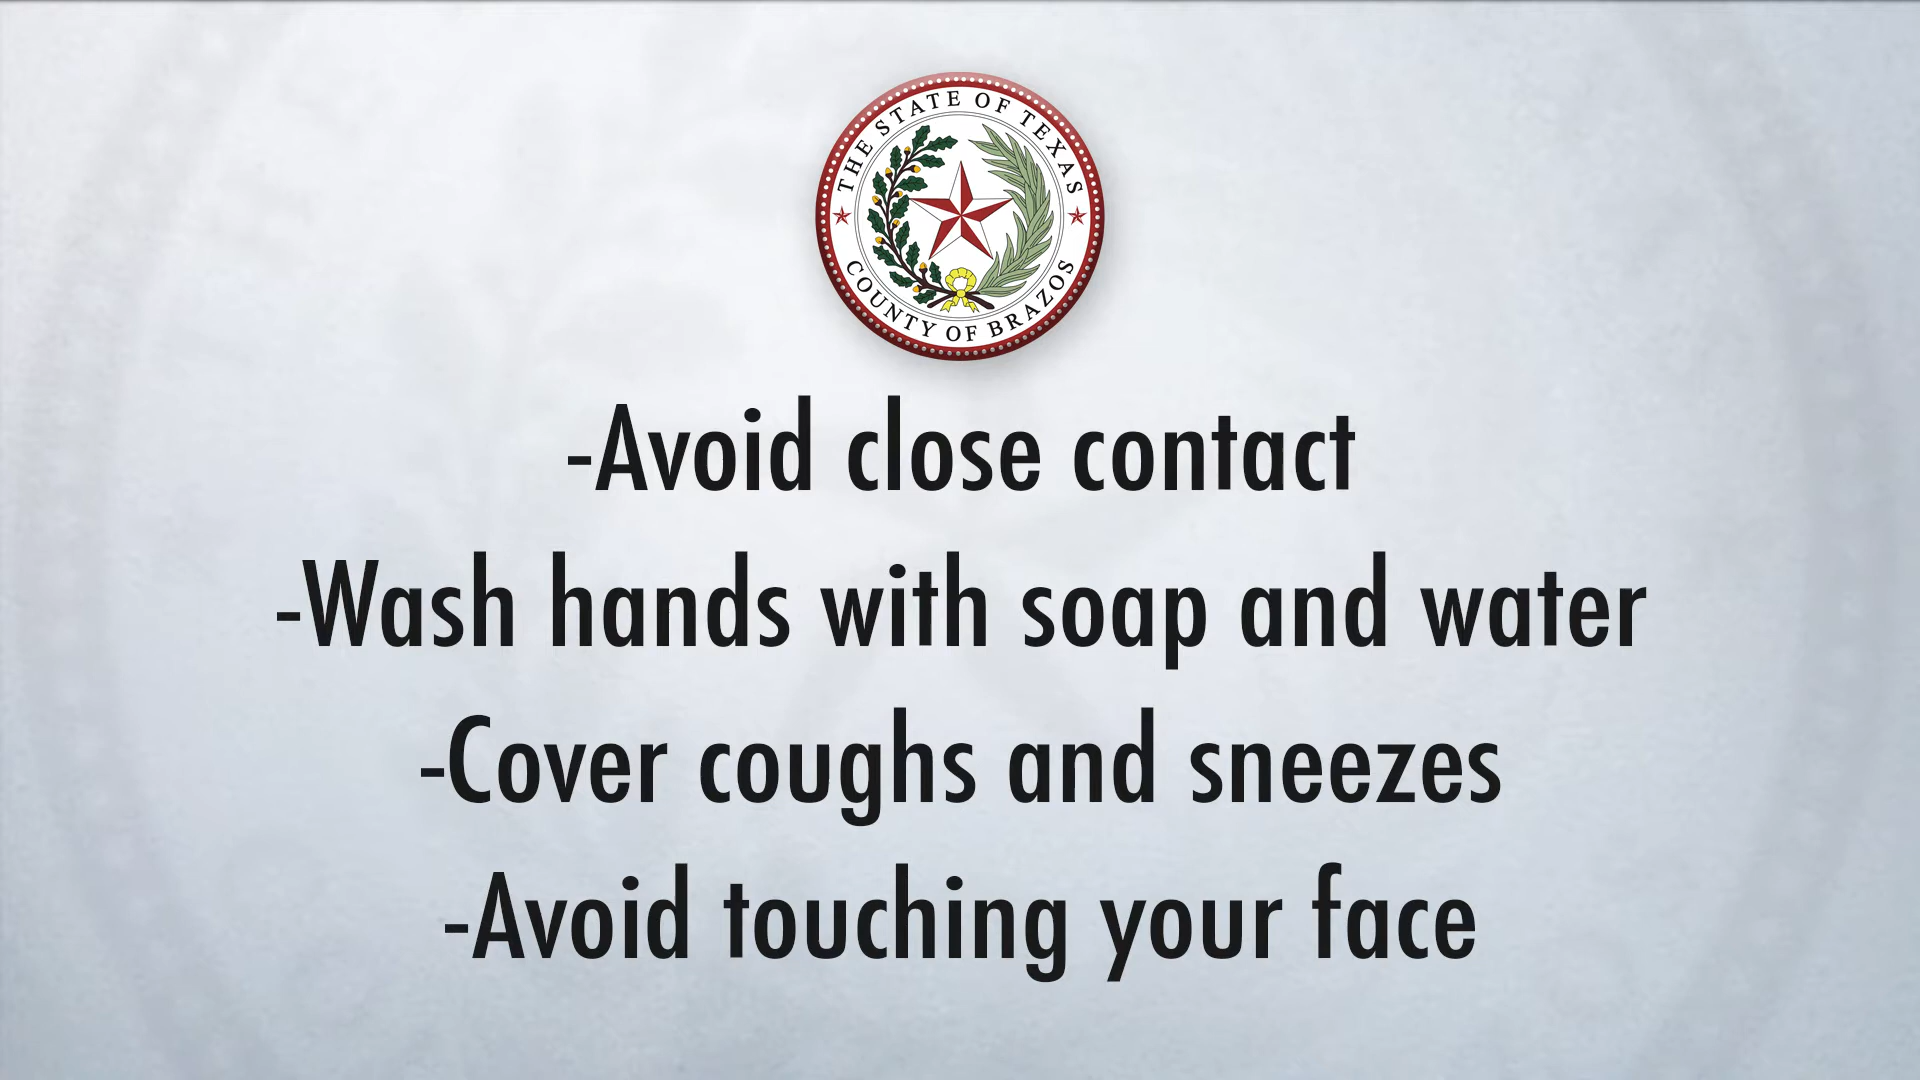 THE STATE OF TEXAS
COUNTY OF BRAZOS
-Avoid close contact
-Wash hands with soap and water
-Cover coughs and sneezes
-Avoid touching your face